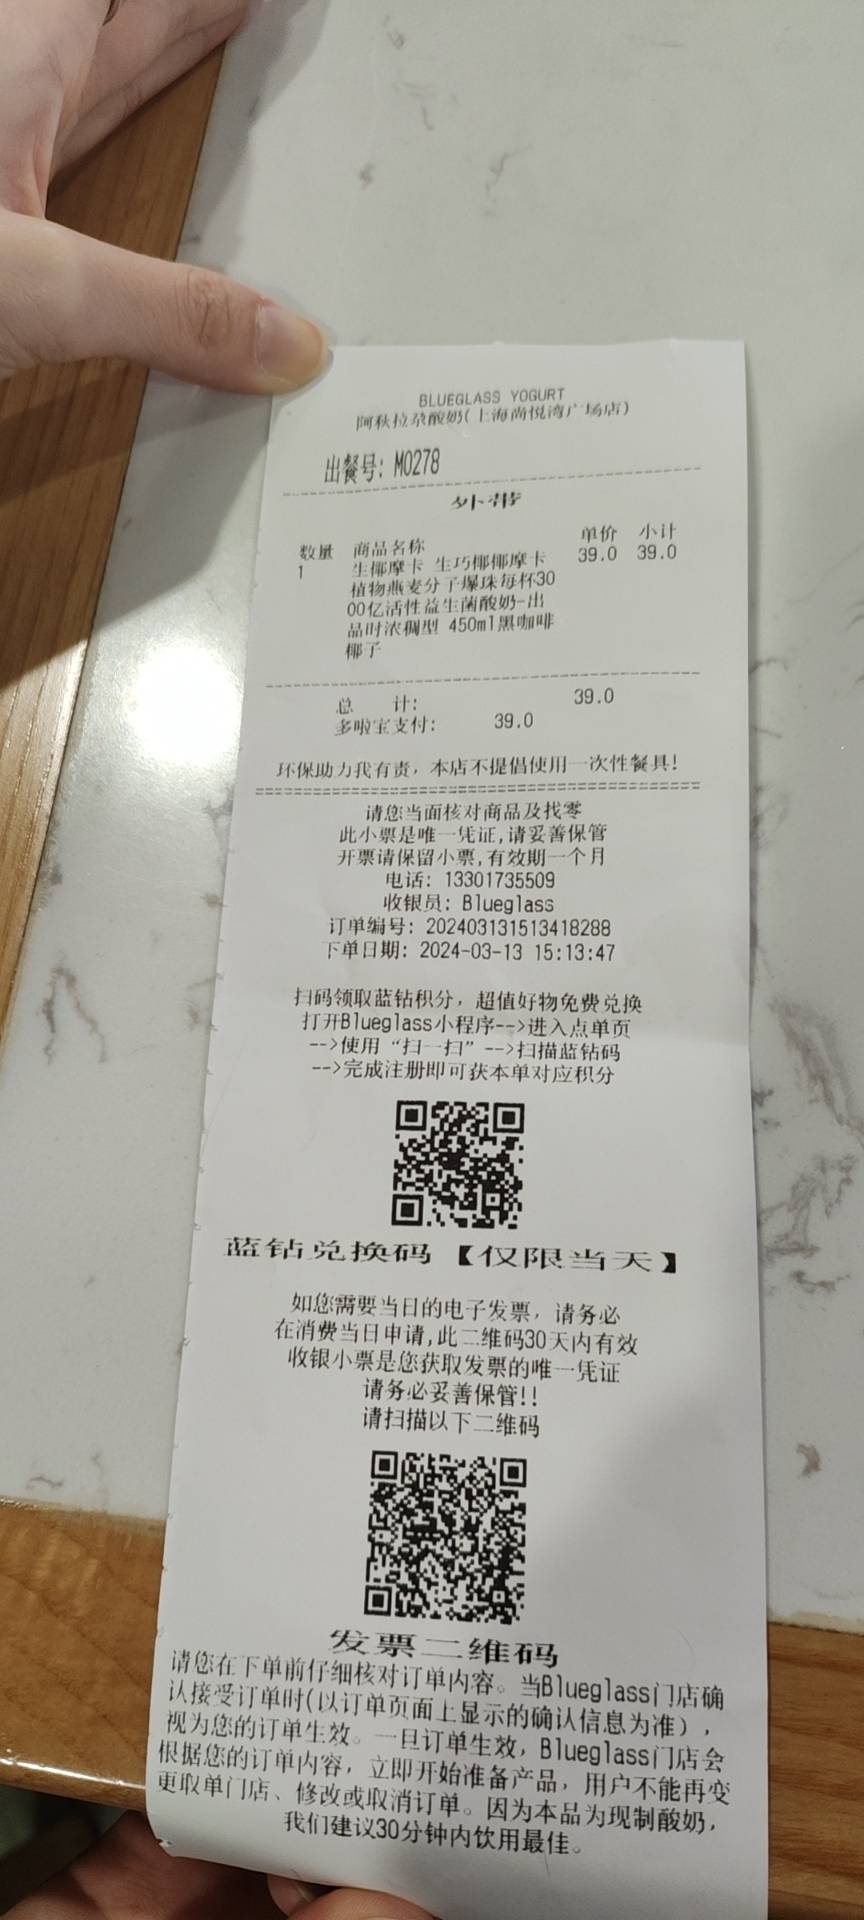 BLUEGLASS YOGURT
阿秋拉尕酸奶(上海尚悦湾广场店)
出餐号: M0278
外带
数量 商品名称 单价 小计
1 生椰摩卡 生巧椰椰摩卡 39.0 39.0
植物燕麦分子爆珠每杯30
00亿活性益生菌酸奶-出
品时浓稠型 450ml黑咖啡
椰子
总 计: 39.0
多啦宝支付: 39.0
环保助力我有责，本店不提倡使用一次性餐具!
请您当面核对商品及找零
此小票是唯一凭证,请妥善保管
开票请保留小票,有效期一个月
电话: 13301735509
收银员: Blueglass
订单编号: 202403131513418288
下单日期: 2024-03-13 15:13:47
扫码领取蓝钻积分，超值好物免费兑换
打开Blueglass小程序-->进入点单页
-->使用“扫一扫”-->扫描蓝钻码
-->完成注册即可获本单对应积分
蓝钻兑换码【仅限当天】
如您需要当日的电子发票，请务必
在消费当日申请,此二维码30天内有效
收银小票是您获取发票的唯一凭证
请务必妥善保管!!
请扫描以下二维码
发票二维码
请您在下单前仔细核对订单内容。当Blueglass门店确
认接受订单时(以订单页面上显示的确认信息为准)，
视为您的订单生效。一旦订单生效，Blueglass门店会
根据您的订单内容，立即开始准备产品，用户不能再变
更取单门店、修改或取消订单。因为本品为现制酸奶，
我们建议30分钟内饮用最佳。